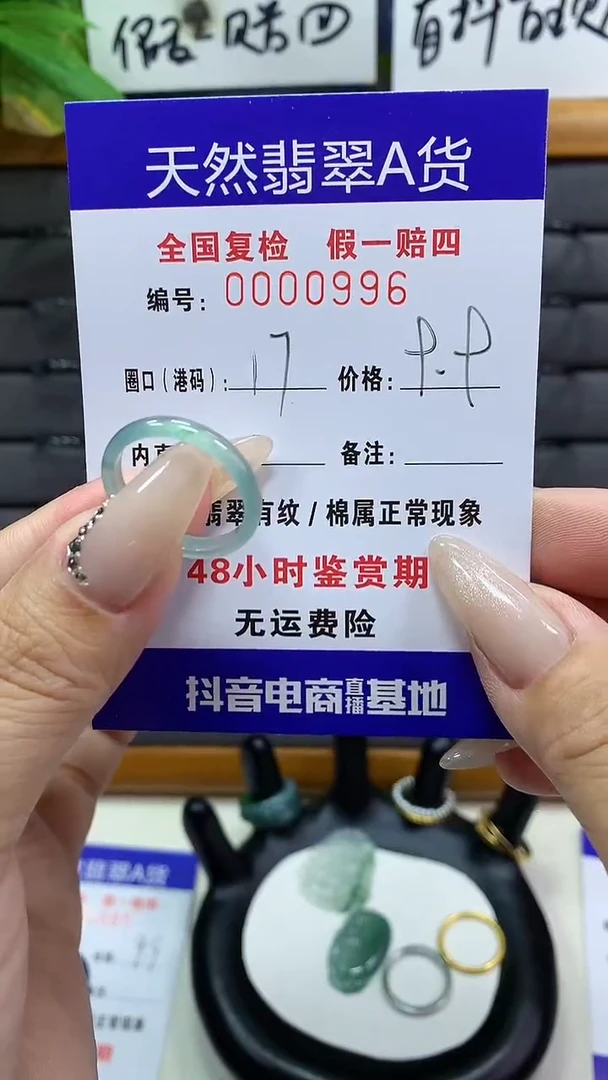 假一赔四
天然翡翠A货
全国复检 假一赔四
编号：0000996
圈口（港码）：17 价格：9.9
备注：
翡翠有纹/棉属正常现象
48小时鉴赏期
无运费险
抖音电商直播基地